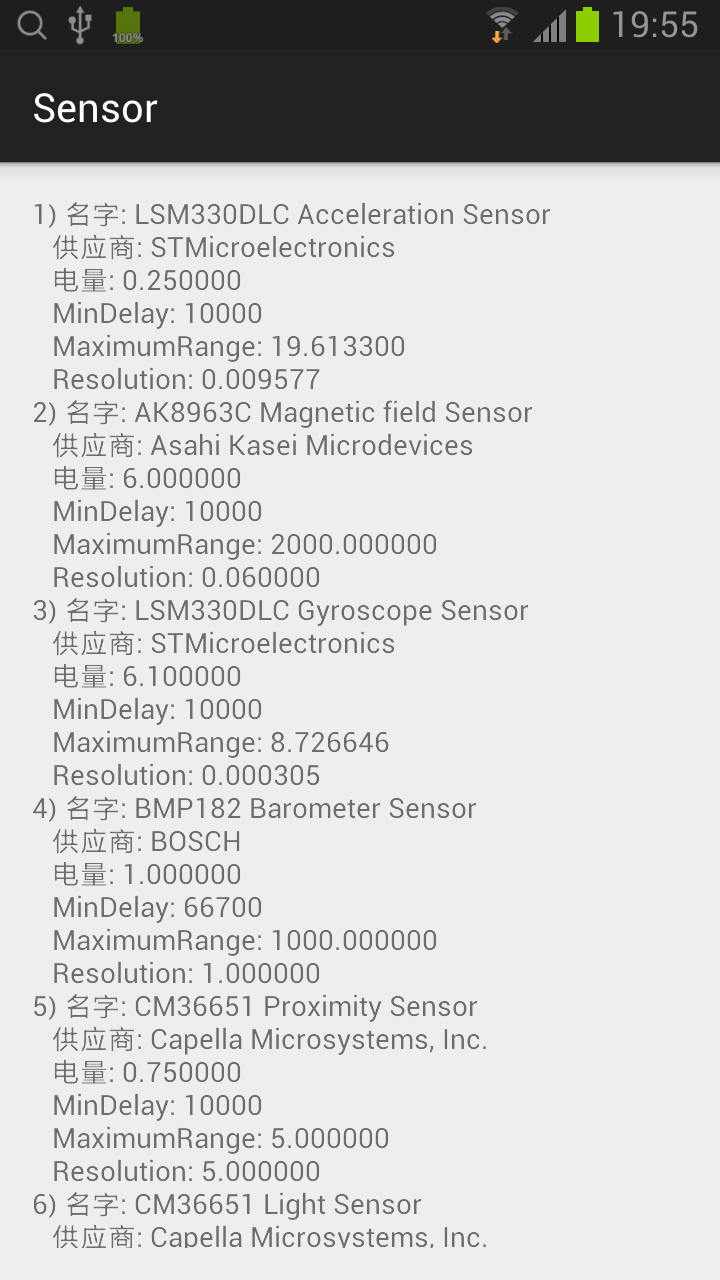 100%
19:55
Sensor
1) 名字: LSM330DLC Acceleration Sensor
供应商: STMicroelectronics
电量: 0.250000
MinDelay: 10000
MaximumRange: 19.613300
Resolution: 0.009577
2) 名字: AK8963C Magnetic field Sensor
供应商: Asahi Kasei Microdevices
电量: 6.000000
MinDelay: 10000
MaximumRange: 2000.000000
Resolution: 0.060000
3) 名字: LSM330DLC Gyroscope Sensor
供应商: STMicroelectronics
电量: 6.100000
MinDelay: 10000
MaximumRange: 8.726646
Resolution: 0.000305
4) 名字: BMP182 Barometer Sensor
供应商: BOSCH
电量: 1.000000
MinDelay: 66700
MaximumRange: 1000.000000
Resolution: 1.000000
5) 名字: CM36651 Proximity Sensor
供应商: Capella Microsystems, Inc.
电量: 0.750000
MinDelay: 10000
MaximumRange: 5.000000
Resolution: 5.000000
6) 名字: CM36651 Light Sensor
供应商: Capella Microsystems, Inc.